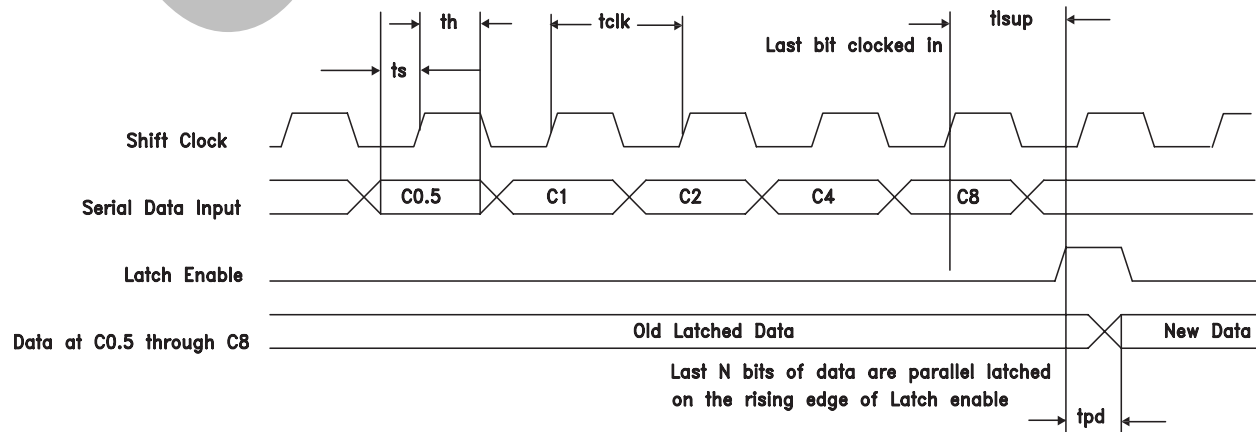 th
tclk
tlsup
Last bit clocked in
ts
Shift Clock
C0.5
C1
C2
C4
C8
Serial Data Input
Latch Enable
Data at C0.5 through C8
Old Latched Data
New Data
Last N bits of data are parallel latched
on the rising edge of Latch enable
tpd